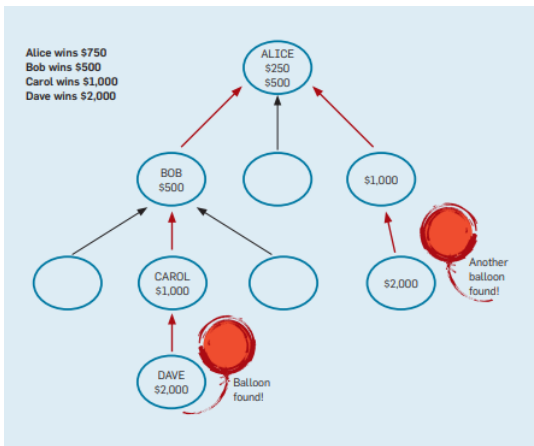 Alice wins $750
Bob wins $500
Carol wins $1,000
Dave wins $2,000
ALICE
$250
$500
BOB
$500
$1,000
CAROL
$1,000
$2,000
Another
balloon
found!
DAVE
$2,000
Balloon
found!